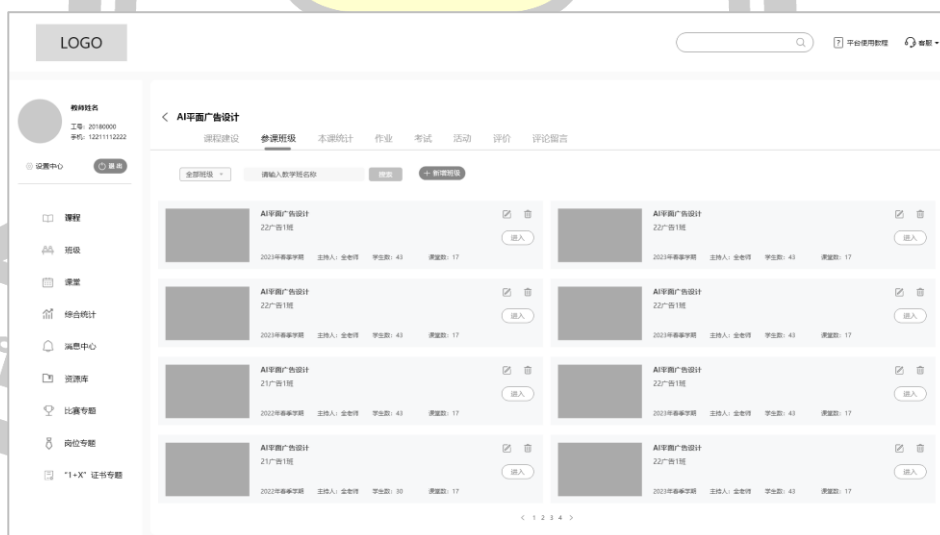 LOGO
? 平台使用教程 客服
教师姓名
工号: 20180000
手机: 12211112222
设置中心 退出
课程
班级
课堂
综合统计
消息中心
资源库
比赛专题
岗位专题
"1+X" 证书专题
< AI平面广告设计
课程建设 参课班级 本课统计 作业 考试 活动 评价 评论留言
全部班级 请输入教学班名称 搜索 + 新增班级
AI平面广告设计
22广告1班
进入
2023年春季学期 主持人: 金老师 学生数: 43 课堂数: 17
AI平面广告设计
22广告1班
进入
2023年春季学期 主持人: 金老师 学生数: 43 课堂数: 17
AI平面广告设计
22广告1班
进入
2023年春季学期 主持人: 金老师 学生数: 43 课堂数: 17
AI平面广告设计
22广告1班
进入
2023年春季学期 主持人: 金老师 学生数: 43 课堂数: 17
AI平面广告设计
21广告1班
进入
2022年春季学期 主持人: 金老师 学生数: 43 课堂数: 17
AI平面广告设计
22广告1班
进入
2023年春季学期 主持人: 金老师 学生数: 43 课堂数: 17
AI平面广告设计
21广告1班
进入
2022年春季学期 主持人: 金老师 学生数: 30 课堂数: 17
AI平面广告设计
22广告1班
进入
2023年春季学期 主持人: 金老师 学生数: 43 课堂数: 17
< 1 2 3 4 >